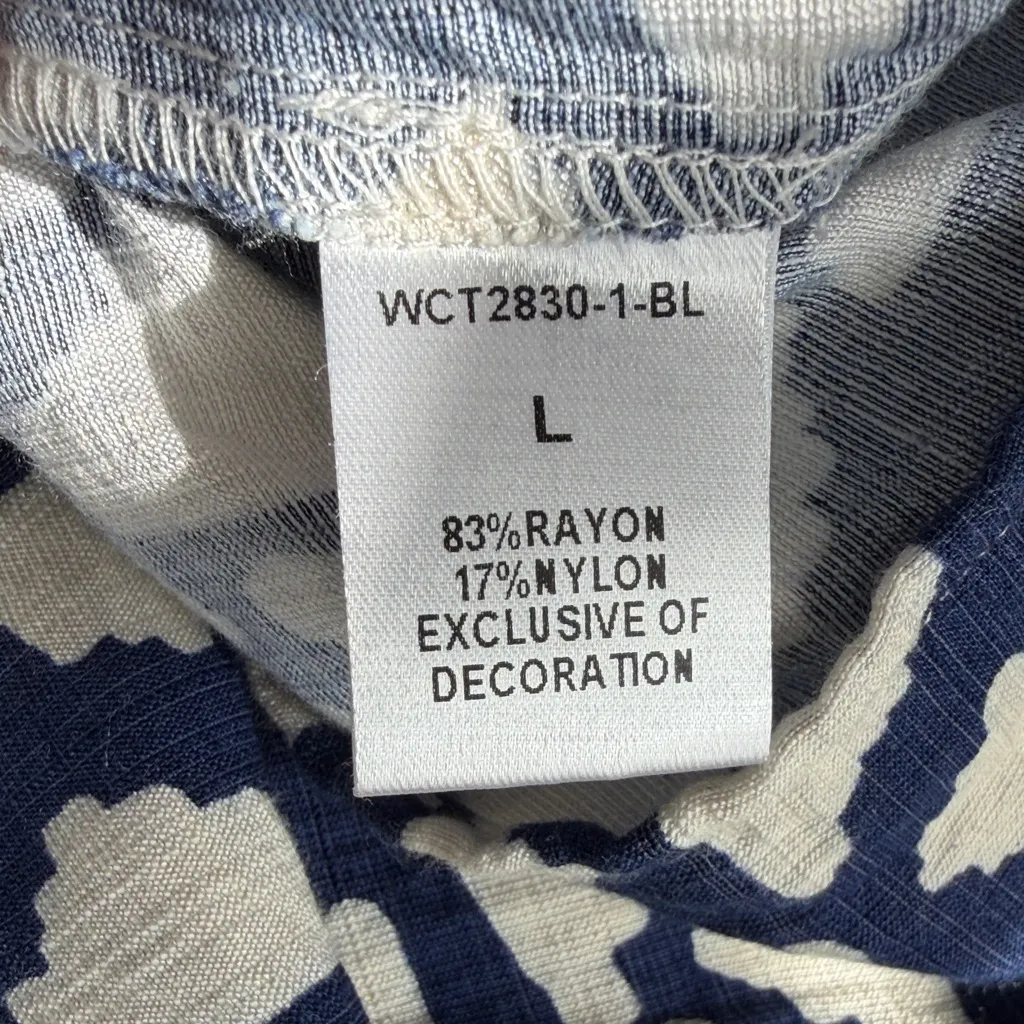 WCT2830-1-BL
L
83%RAYON
17%NYLON
EXCLUSIVE OF
DECORATION